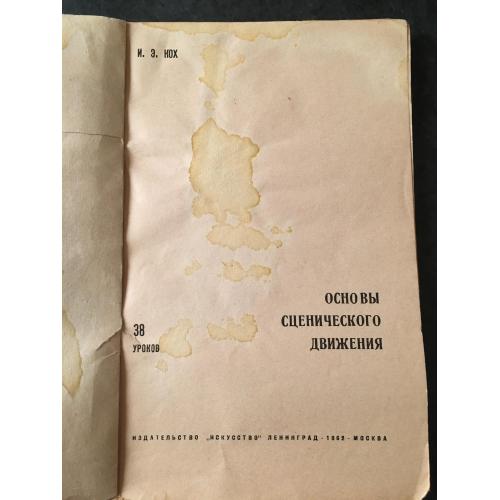 И. Э. КОХ
ОСНОВЫ
СЦЕНИЧЕСКОГО
ДВИЖЕНИЯ
38
УРОКОВ
ИЗДАТЕЛЬСТВО „ИСКУССТВО" ЛЕНИНГРАД - 1962 - МОСКВА